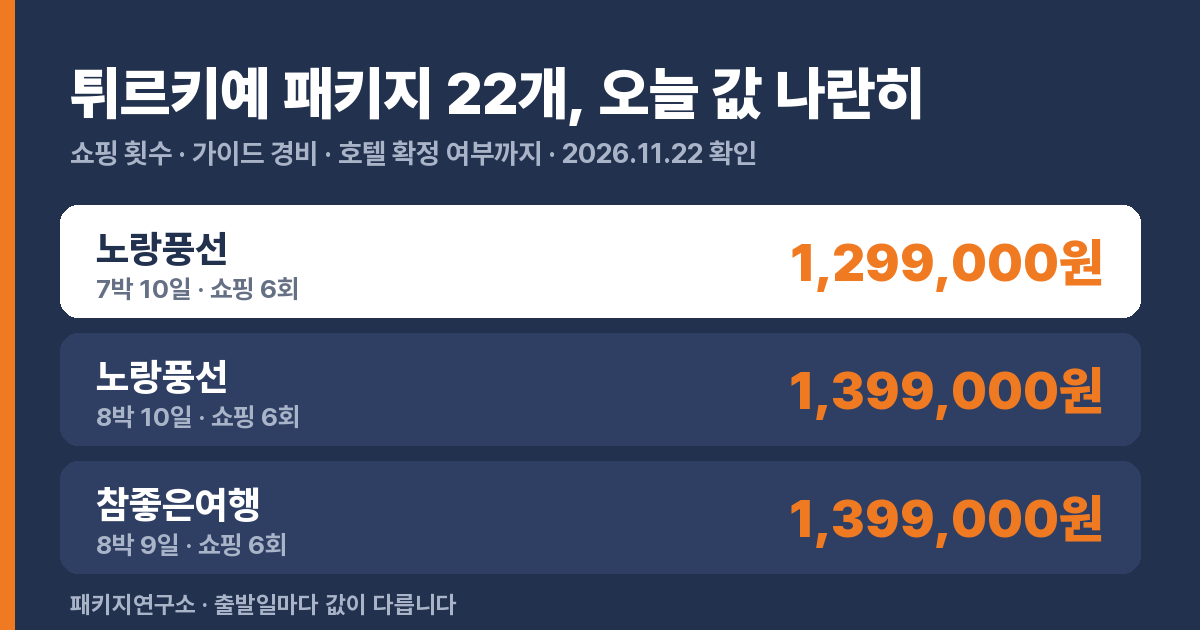 튀르키예 패키지 22개, 오늘 값 나란히
쇼핑 횟수 · 가이드 경비 · 호텔 확정 여부까지 · 2026.11.22 확인
노랑풍선
1,299,000원
7박 10일 · 쇼핑 6회
노랑풍선
1,399,000원
8박 10일 · 쇼핑 6회
참좋은여행
1,399,000원
8박 9일 · 쇼핑 6회
패키지연구소 · 출발일마다 값이 다릅니다